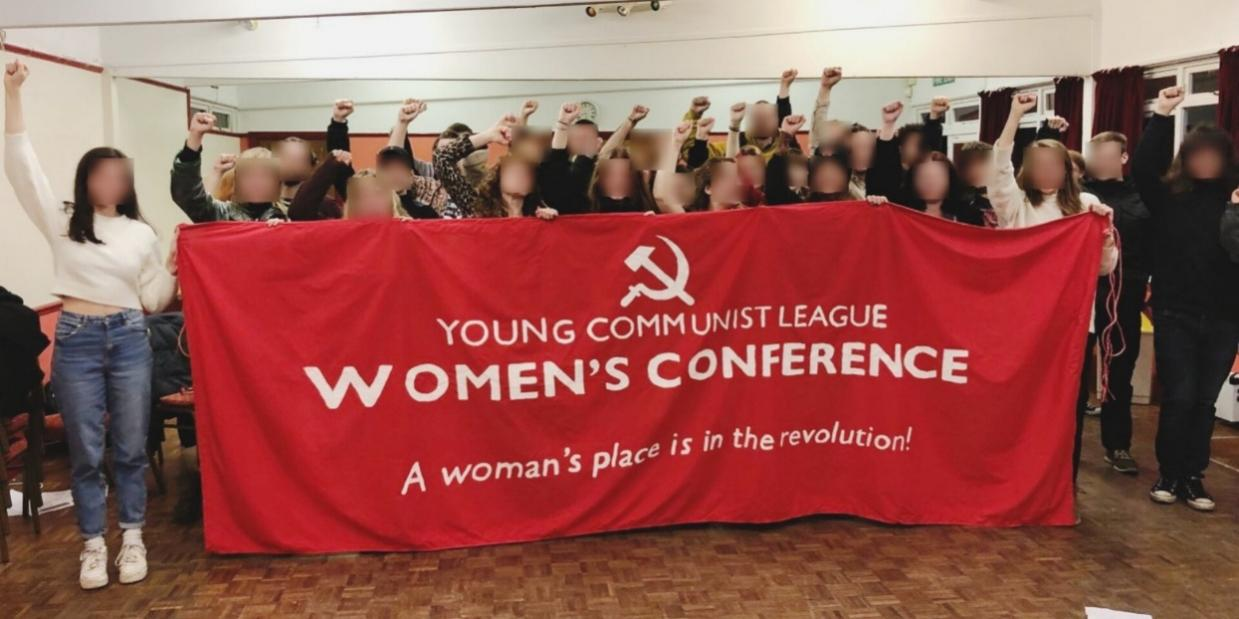 YOUNG COMMUNIST LEAGUE
WOMEN'S CONFERENCE
A woman's place is in the revolution!